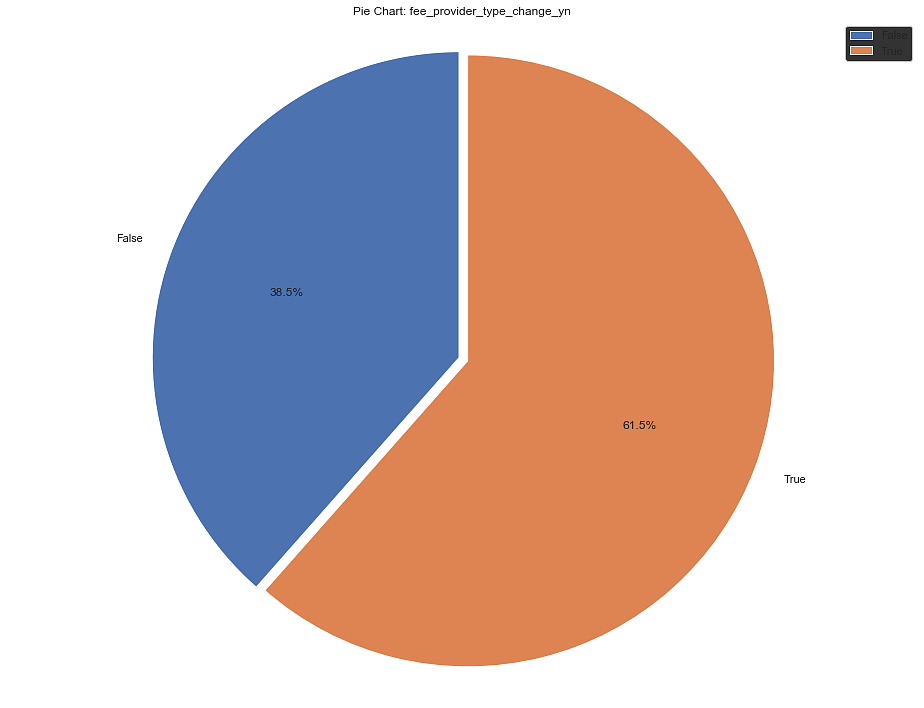 Pie Chart: fee_provider_type_change_yn
False
True
False
38.5%
61.5%
True